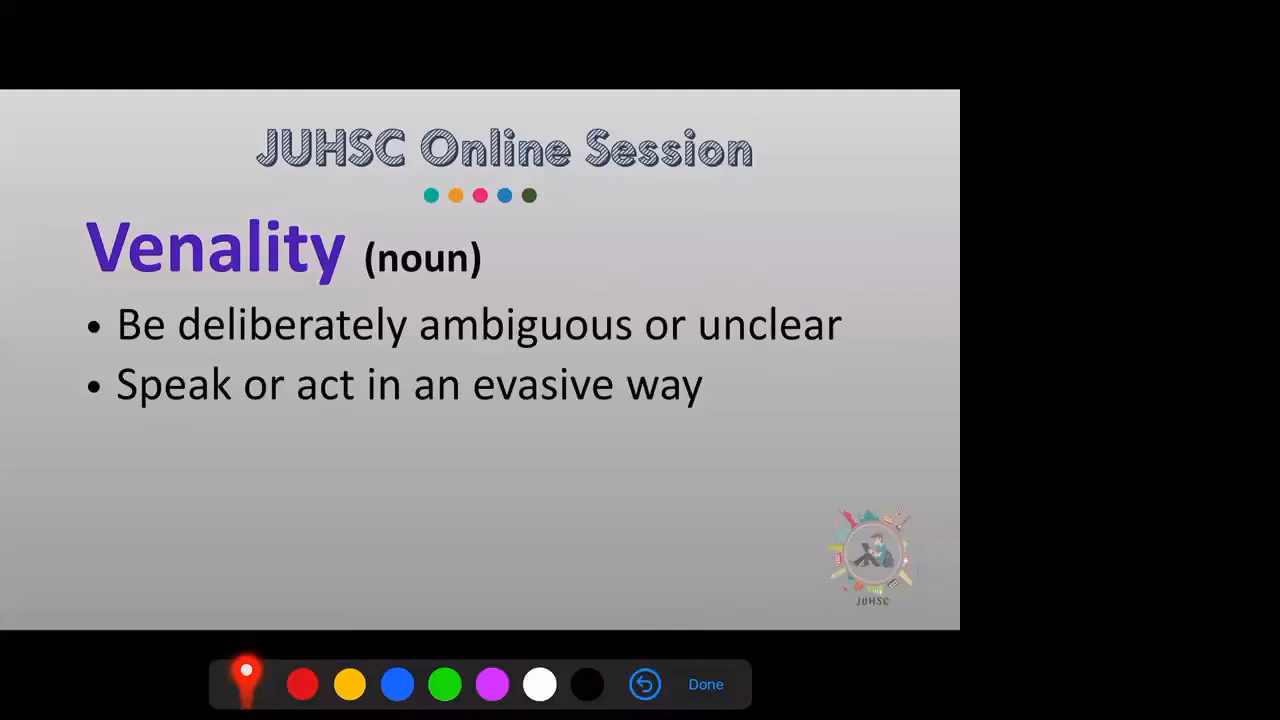 JUHSC Online Session
Venality (noun)
• Be deliberately ambiguous or unclear
• Speak or act in an evasive way
JUHSC
Done